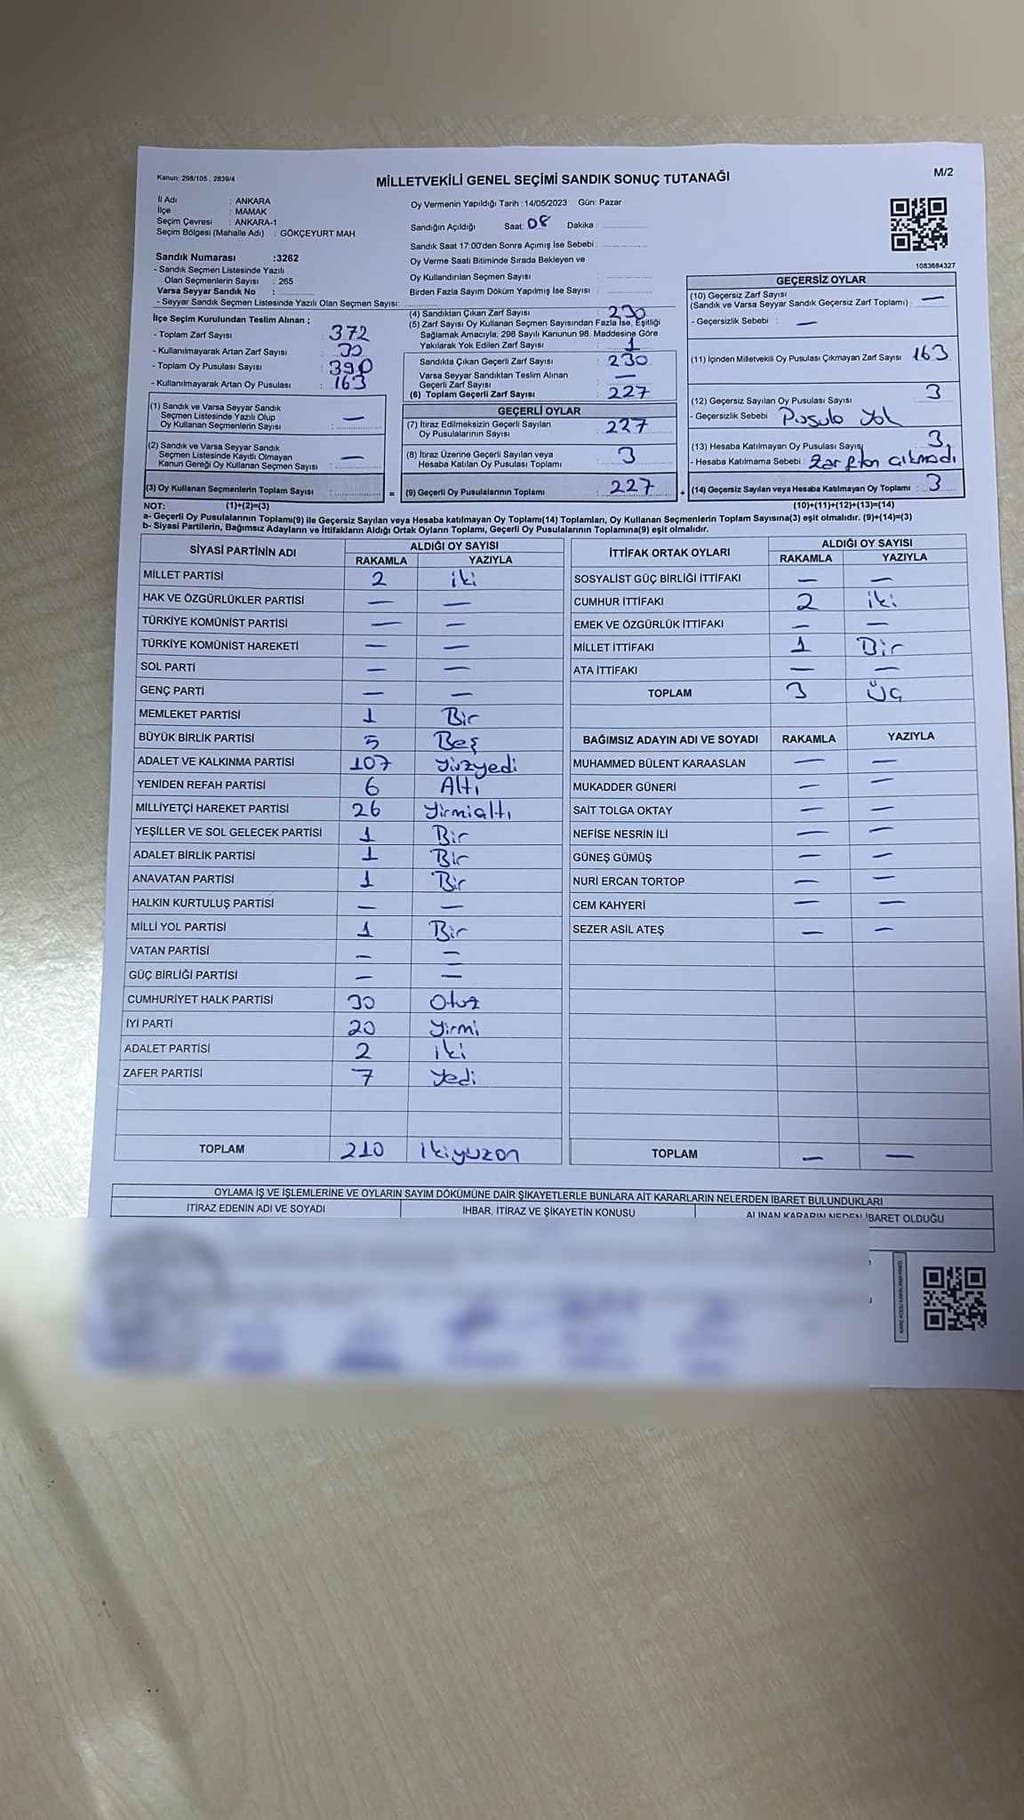 Kanun: 298/105 , 2839/4
MİLLETVEKİLİ GENEL SEÇİMİ SANDIK SONUÇ TUTANAĞI
M/2
İl Adı : ANKARA
İlçe : MAMAK
Seçim Çevresi : ANKARA-1
Seçim Bölgesi (Mahalle Adı) : GÖKÇEYURT MAH.
Sandık Numarası :3262
- Sandık Seçmen Listesinde Yazılı
Olan Seçmenlerin Sayısı : 265
Varsa Seyyar Sandık No :
- Seyyar Sandık Seçmen Listesinde Yazılı Olan Seçmen Sayısı:
Oy Vermenin Yapıldığı Tarih : 14/05/2023 Gün: Pazar
Sandığın Açıldığı Saat: 08 Dakika :
Sandık Saat 17:00'den Sonra Açımış İse Sebebi :
Oy Verme Saati Bitiminde Sırada Bekleyen ve
Oy Kullandırılan Seçmen Sayısı :
Birden Fazla Sayım Döküm Yapılmış İse Sayısı :
1083684327
İlçe Seçim Kurulundan Teslim Alınan :
- Toplam Zarf Sayısı : 372
- Kullanılmayarak Artan Zarf Sayısı : 30
- Toplam Oy Pusulası Sayısı : 390
- Kullanılmayarak Artan Oy Pusulası : 163
(1) Sandık ve Varsa Seyyar Sandık
Seçmen Listesinde Yazılı Olup
Oy Kullanan Seçmenlerin Sayısı : —
(2) Sandık ve Varsa Seyyar Sandık
Seçmen Listesinde Kayıtlı Olmayan
Kanun Gereği Oy Kullanan Seçmen Sayısı : —
(3) Oy Kullanan Seçmenlerin Toplam Sayısı :
(4) Sandıktan Çıkan Zarf Sayısı : 230
(5) Zarf Sayısı Oy Kullanan Seçmen Sayısından Fazla İse, Eşitliği
Sağlamak Amacıyla; 298 Sayılı Kanunun 98. Maddesine Göre
Yakılarak Yok Edilen Zarf Sayısı : 1
Sandıkta Çıkan Geçerli Zarf Sayısı : 230
Varsa Seyyar Sandıktan Teslim Alınan
Geçerli Zarf Sayısı : —
(6) Toplam Geçerli Zarf Sayısı : 227
GEÇERLİ OYLAR
(7) İtiraz Edilmeksizin Geçerli Sayılan
Oy Pusulalarının Sayısı : 227
(8) İtiraz Üzerine Geçerli Sayılan veya
Hesaba Katılan Oy Pusulası Toplamı : 3
= (9) Geçerli Oy Pusulalarının Toplamı : 227
GEÇERSİZ OYLAR
(10) Geçersiz Zarf Sayısı
(Sandık ve Varsa Seyyar Sandık Geçersiz Zarf Toplamı) : —
- Geçersizlik Sebebi : —
(11) İçinden Milletvekili Oy Pusulası Çıkmayan Zarf Sayısı : 163
(12) Geçersiz Sayılan Oy Pusulası Sayısı : 3
- Geçersizlik Sebebi : Pusula Yok
(13) Hesaba Katılmayan Oy Pusulası Sayısı : 3
- Hesaba Katılmama Sebebi : Zarftan çıkmadı
+ (14) Geçersiz Sayılan veya Hesaba Katılmayan Oy Toplamı : 3
NOT: (1)+(2)=(3) (10)+(11)+(12)+(13)=(14)
a- Geçerli Oy Pusulalarının Toplamı(9) ile Geçersiz Sayılan veya Hesaba katılmayan Oy Toplamı(14) Toplamları, Oy Kullanan Seçmenlerin Toplam Sayısına(3) eşit olmalıdır. (9)+(14)=(3)
b- Siyasi Partilerin, Bağımsız Adayların ve İttifakların Aldığı Ortak Oyların Toplamı, Geçerli Oy Pusulalarının Toplamına(9) eşit olmalıdır.
SİYASİ PARTİNİN ADI ALDIĞI OY SAYISI
RAKAMLA YAZIYLA
MİLLET PARTİSİ 2 iki
HAK VE ÖZGÜRLÜKLER PARTİSİ — —
TÜRKİYE KOMÜNİST PARTİSİ — —
TÜRKİYE KOMÜNİST HAREKETİ — —
SOL PARTİ — —
GENÇ PARTİ — —
MEMLEKET PARTİSİ 1 Bir
BÜYÜK BİRLİK PARTİSİ 5 Beş
ADALET VE KALKINMA PARTİSİ 107 yüzyedi
YENİDEN REFAH PARTİSİ 6 Altı
MİLLİYETÇİ HAREKET PARTİSİ 26 yirmialtı
YEŞİLLER VE SOL GELECEK PARTİSİ 1 Bir
ADALET BİRLİK PARTİSİ 1 Bir
ANAVATAN PARTİSİ 1 Bir
HALKIN KURTULUŞ PARTİSİ — —
MİLLİ YOL PARTİSİ 1 Bir
VATAN PARTİSİ — —
GÜÇ BİRLİĞİ PARTİSİ — —
CUMHURİYET HALK PARTİSİ 30 Otuz
İYİ PARTİ 20 Yirmi
ADALET PARTİSİ 2 iki
ZAFER PARTİSİ 7 Yedi
TOPLAM 210 ikiyüzon
İTTİFAK ORTAK OYLARI ALDIĞI OY SAYISI
RAKAMLA YAZIYLA
SOSYALİST GÜÇ BİRLİĞİ İTTİFAKI — —
CUMHUR İTTİFAKI 2 iki
EMEK VE ÖZGÜRLÜK İTTİFAKI — —
MİLLET İTTİFAKI 1 Bir
ATA İTTİFAKI — —
TOPLAM 3 üç
BAĞIMSIZ ADAYIN ADI VE SOYADI RAKAMLA YAZIYLA
MUHAMMED BÜLENT KARAASLAN — —
MUKADDER GÜNERİ — —
SAİT TOLGA OKTAY — —
NEFİSE NESRİN İLİ — —
GÜNEŞ GÜMÜŞ — —
NURİ ERCAN TORTOP — —
CEM KAHYERİ — —
SEZER ASİL ATEŞ — —
TOPLAM — —
OYLAMA İŞ VE İŞLEMLERİNE VE OYLARIN SAYIM DÖKÜMÜNE DAİR ŞİKAYETLERLE BUNLARA AİT KARARLARIN NELERDEN İBARET BULUNDUKLARI
İTİRAZ EDENİN ADI VE SOYADI İHBAR, İTİRAZ VE ŞİKAYETİN KONUSU ALINAN KARARIN NEDEN İBARET OLDUĞU